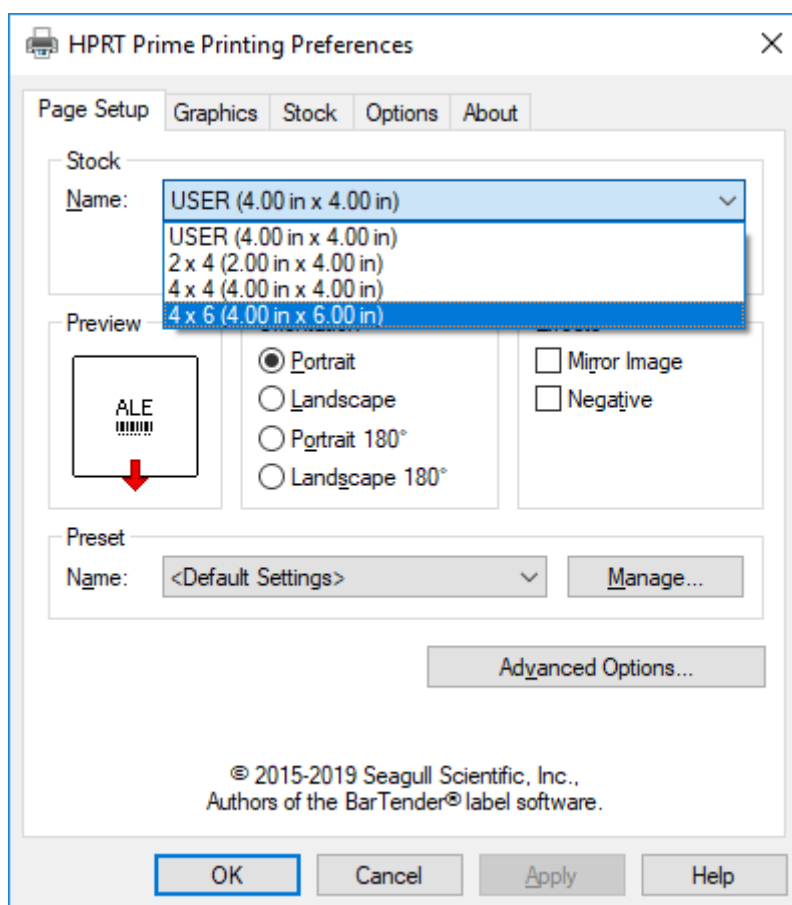 HPRT Prime Printing Preferences
Page Setup Graphics Stock Options About
Stock
Name: USER (4.00 in x 4.00 in)
USER (4.00 in x 4.00 in)
2 x 4 (2.00 in x 4.00 in)
4 x 4 (4.00 in x 4.00 in)
4 x 6 (4.00 in x 6.00 in)
Preview
ALE
Portrait
Landscape
Portrait 180°
Landscape 180°
Mirror Image
Negative
Preset
Name: <Default Settings> Manage...
Advanced Options...
© 2015-2019 Seagull Scientific, Inc.,
Authors of the BarTender® label software.
OK Cancel Apply Help